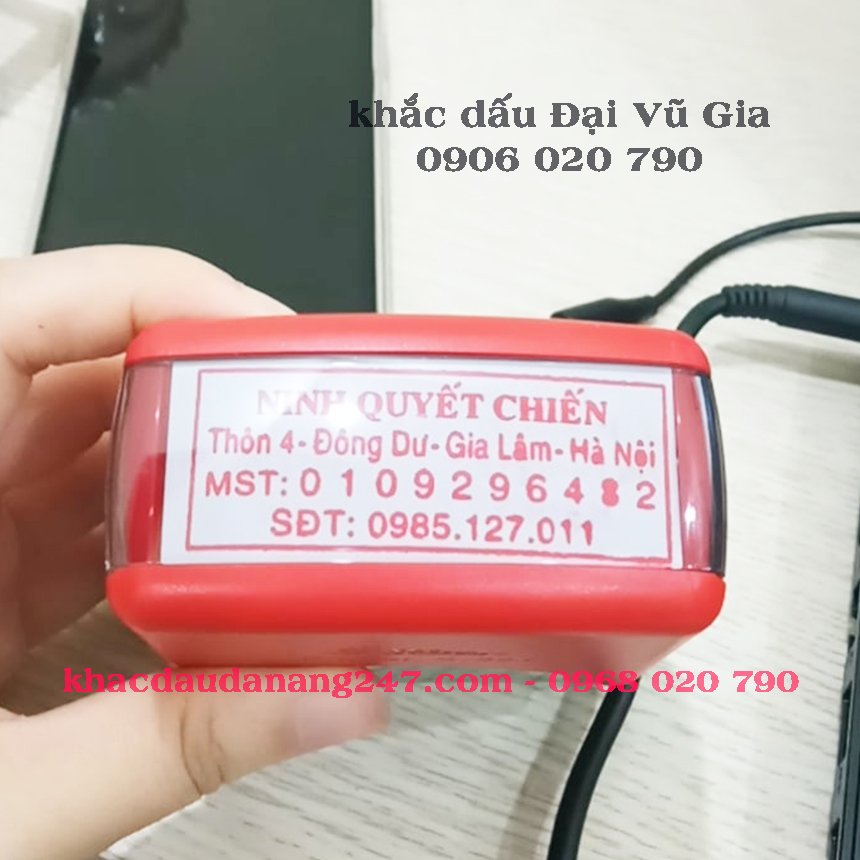 khắc dấu Đại Vũ Gia
0906 020 790
NINH QUYẾT CHIẾN
Thôn 4 - Đông Dư - Gia Lâm - Hà Nội
MST: 0 1 0 9 2 9 6 4 8 2
SĐT: 0985.127.011
khacdaudanang247.com - 0968 020 790